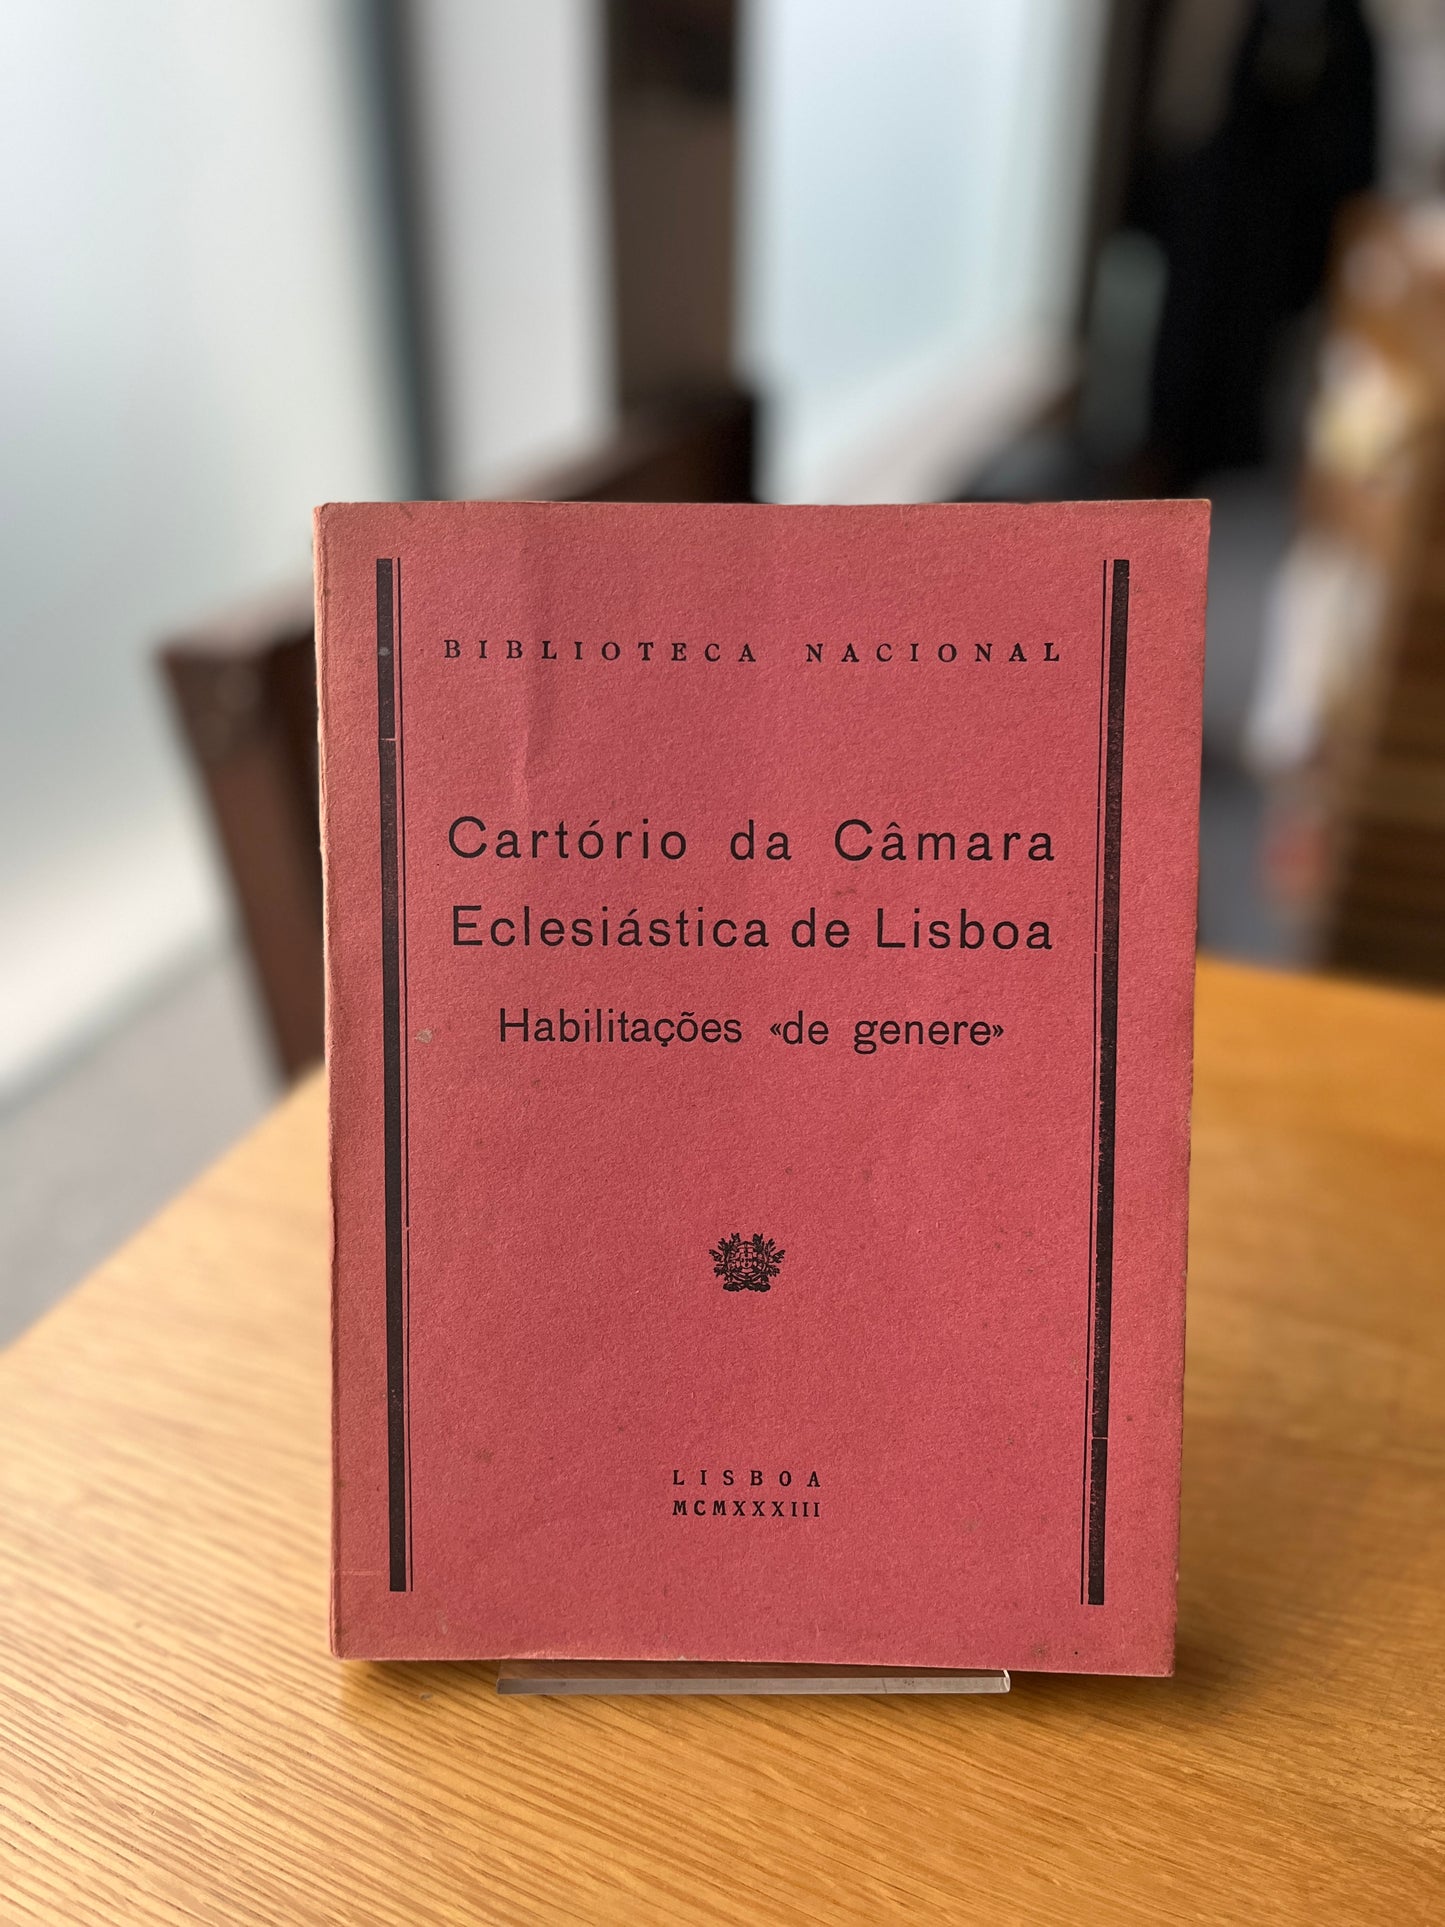 BIBLIOTECA NACIONAL
Cartório da Câmara
Eclesiástica de Lisboa
Habilitações «de genere»
LISBOA
MCMXXXIII